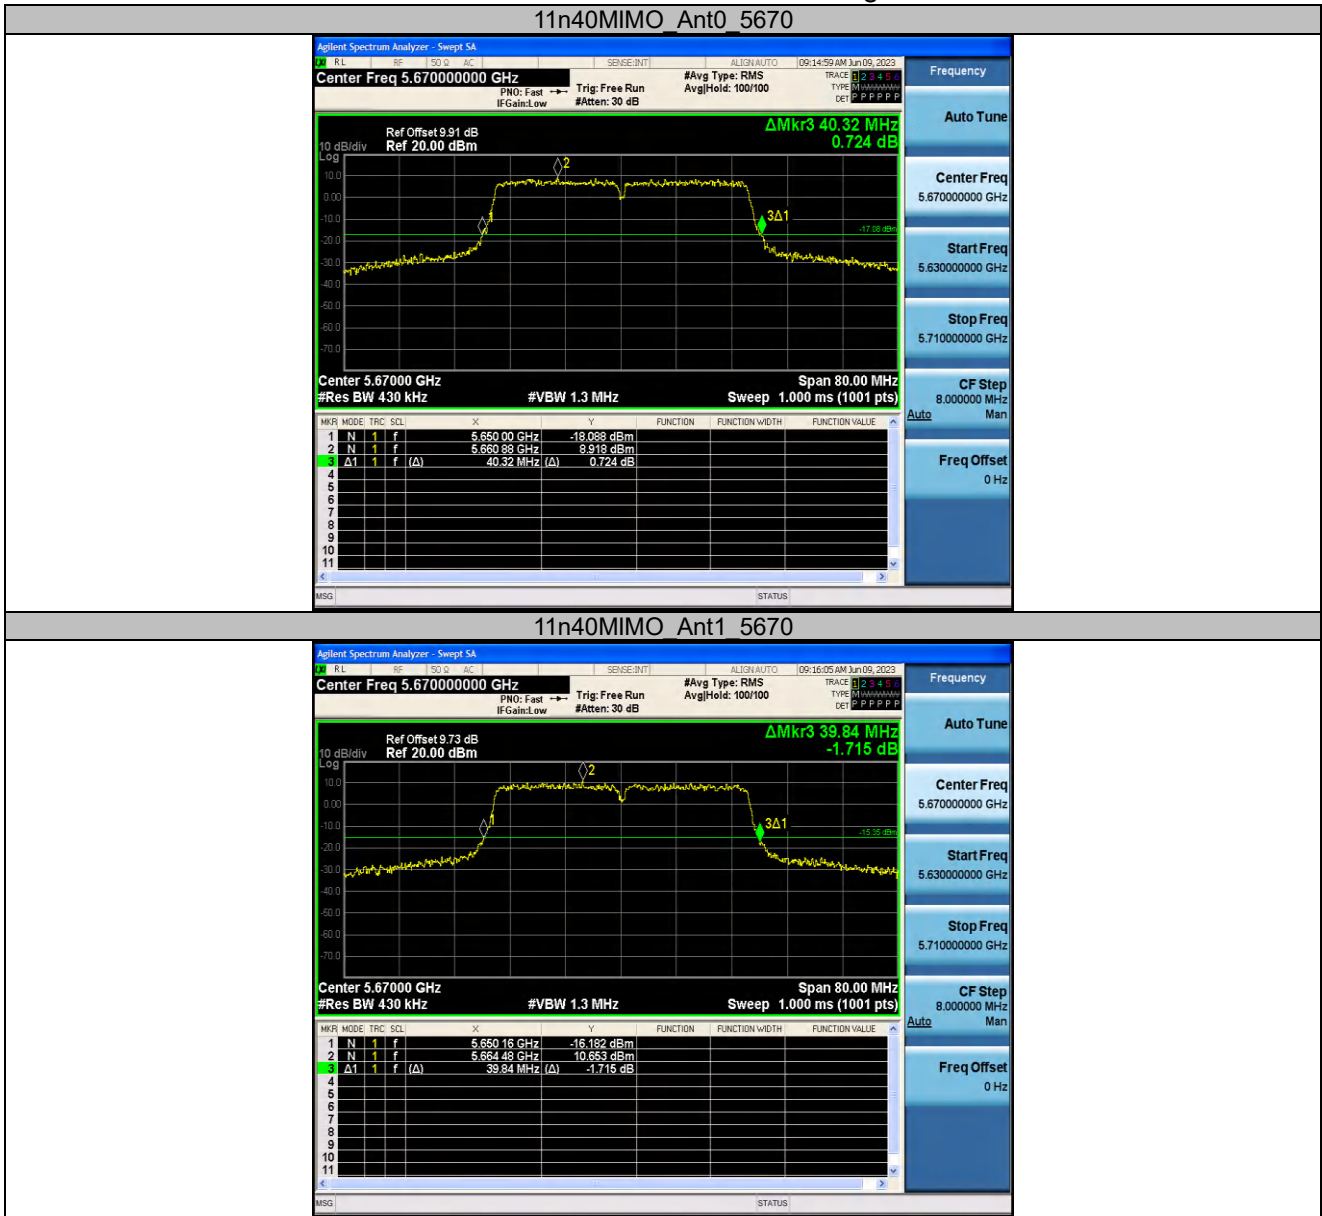 11n40MIMO_Ant0_5670
Agilent Spectrum Analyzer - Swept SA
RL RF 50 Ω AC SENSE:INT ALIGN AUTO 09:14:59 AM Jun 09, 2023
Center Freq 5.670000000 GHz
PNO: Fast
IFGain:Low
Trig: Free Run
#Atten: 30 dB
#Avg Type: RMS
Avg|Hold: 100/100
TRACE 1 2 3 4 5 6
TYPE M W W W W W
DET P P P P P P
Frequency
Auto Tune
Center Freq
5.670000000 GHz
Start Freq
5.630000000 GHz
Stop Freq
5.710000000 GHz
CF Step
8.000000 MHz
Auto Man
Freq Offset
0 Hz
ΔMkr3 40.32 MHz
0.724 dB
Ref Offset 9.91 dB
10 dB/div Ref 20.00 dBm
Log
10.0
0.00
-10.0
-20.0
-30.0
-40.0
-50.0
-60.0
-70.0
2
3Δ1
-17.08 dBm
Center 5.67000 GHz Span 80.00 MHz
#Res BW 430 kHz #VBW 1.3 MHz Sweep 1.000 ms (1001 pts)
MKR MODE TRC SCL X Y FUNCTION FUNCTION WIDTH FUNCTION VALUE
1 N 1 f 5.650 00 GHz -18.088 dBm
2 N 1 f 5.660 88 GHz 8.918 dBm
3 Δ1 1 f (Δ) 40.32 MHz (Δ) 0.724 dB
4
5
6
7
8
9
10
11
MSG STATUS
11n40MIMO_Ant1_5670
Agilent Spectrum Analyzer - Swept SA
RL RF 50 Ω AC SENSE:INT ALIGN AUTO 09:16:05 AM Jun 09, 2023
Center Freq 5.670000000 GHz
PNO: Fast
IFGain:Low
Trig: Free Run
#Atten: 30 dB
#Avg Type: RMS
Avg|Hold: 100/100
TRACE 1 2 3 4 5 6
TYPE M W W W W W
DET P P P P P P
Frequency
Auto Tune
Center Freq
5.670000000 GHz
Start Freq
5.630000000 GHz
Stop Freq
5.710000000 GHz
CF Step
8.000000 MHz
Auto Man
Freq Offset
0 Hz
ΔMkr3 39.84 MHz
-1.715 dB
Ref Offset 9.73 dB
10 dB/div Ref 20.00 dBm
Log
10.0
0.00
-10.0
-20.0
-30.0
-40.0
-50.0
-60.0
-70.0
2
3Δ1
-15.35 dBm
Center 5.67000 GHz Span 80.00 MHz
#Res BW 430 kHz #VBW 1.3 MHz Sweep 1.000 ms (1001 pts)
MKR MODE TRC SCL X Y FUNCTION FUNCTION WIDTH FUNCTION VALUE
1 N 1 f 5.650 16 GHz -16.182 dBm
2 N 1 f 5.664 48 GHz 10.653 dBm
3 Δ1 1 f (Δ) 39.84 MHz (Δ) -1.715 dB
4
5
6
7
8
9
10
11
MSG STATUS